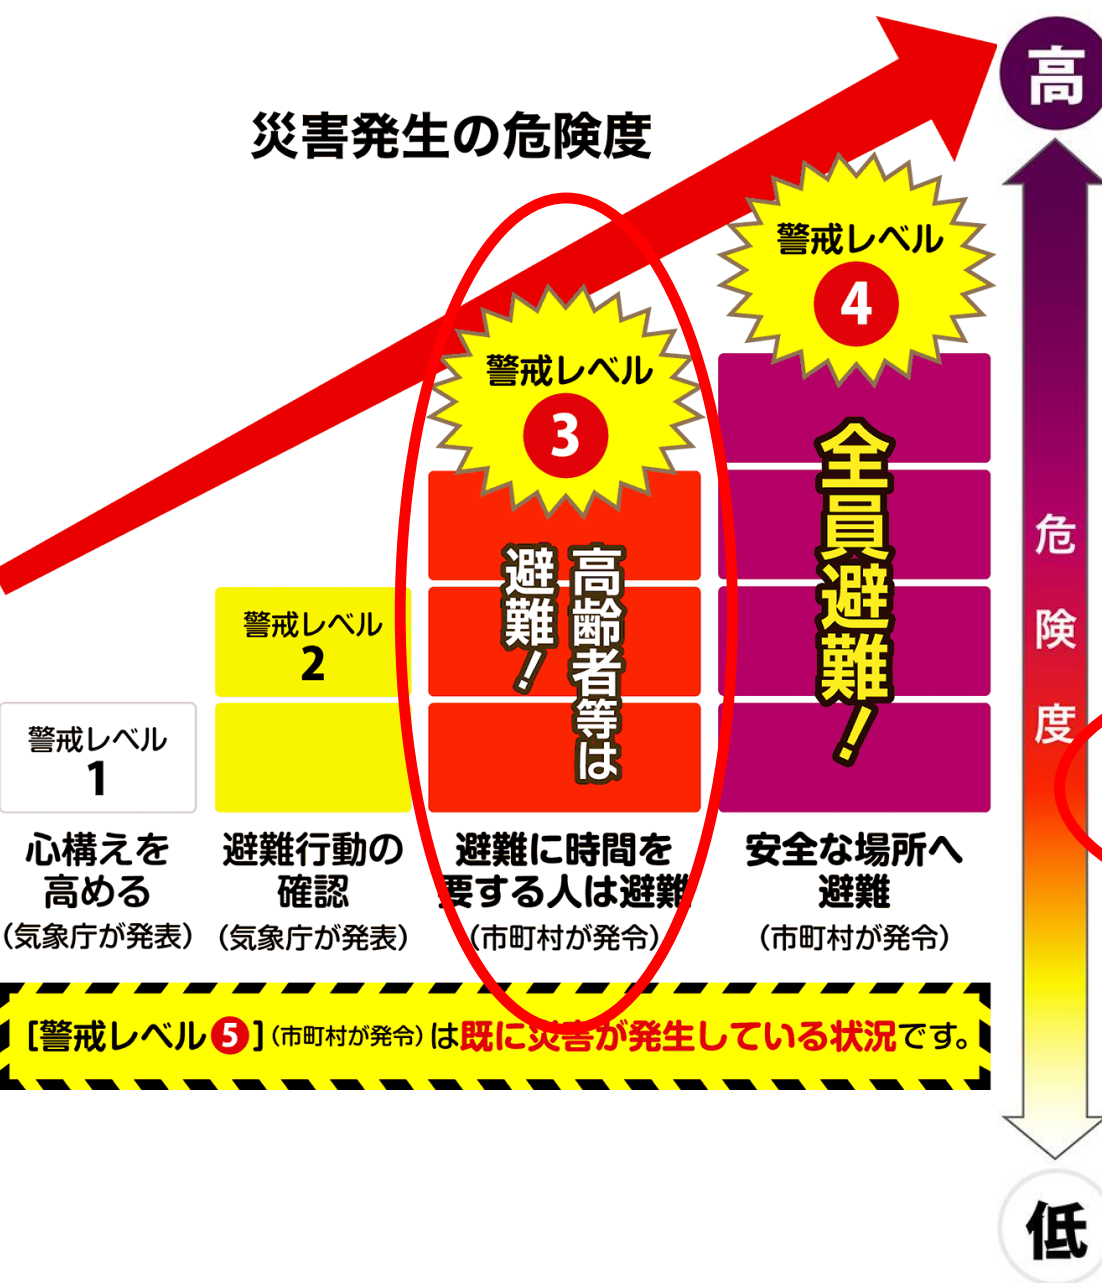 高
災害発生の危険度
警戒レベル
4
全員避難！
警戒レベル
3
高齢者等は
避難！
警戒レベル
2
警戒レベル
1
心構えを
高める
（気象庁が発表）
避難行動の
確認
（気象庁が発表）
避難に時間を
要する人は避難
（市町村が発令）
安全な場所へ
避難
（市町村が発令）
［警戒レベル5］（市町村が発令）は既に災害が発生している状況です。
危険度
低